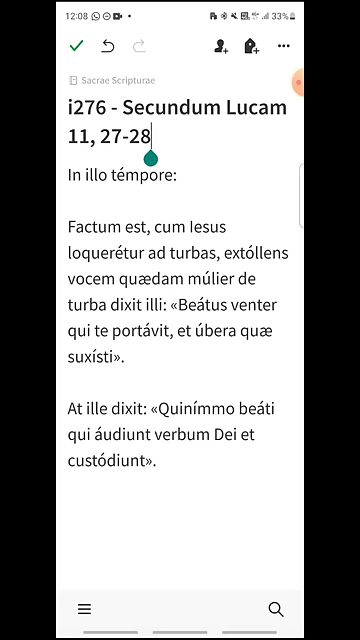 12:08
33%
Sacrae Scripturae
i276 - Secundum Lucam
11, 27-28
In illo témpore:
Factum est, cum Iesus
loquerétur ad turbas, extóllens
vocem quædam múlier de
turba dixit illi: «Beátus venter
qui te portávit, et úbera quæ
suxísti».
At ille dixit: «Quinímmo beáti
qui áudiunt verbum Dei et
custódiunt».